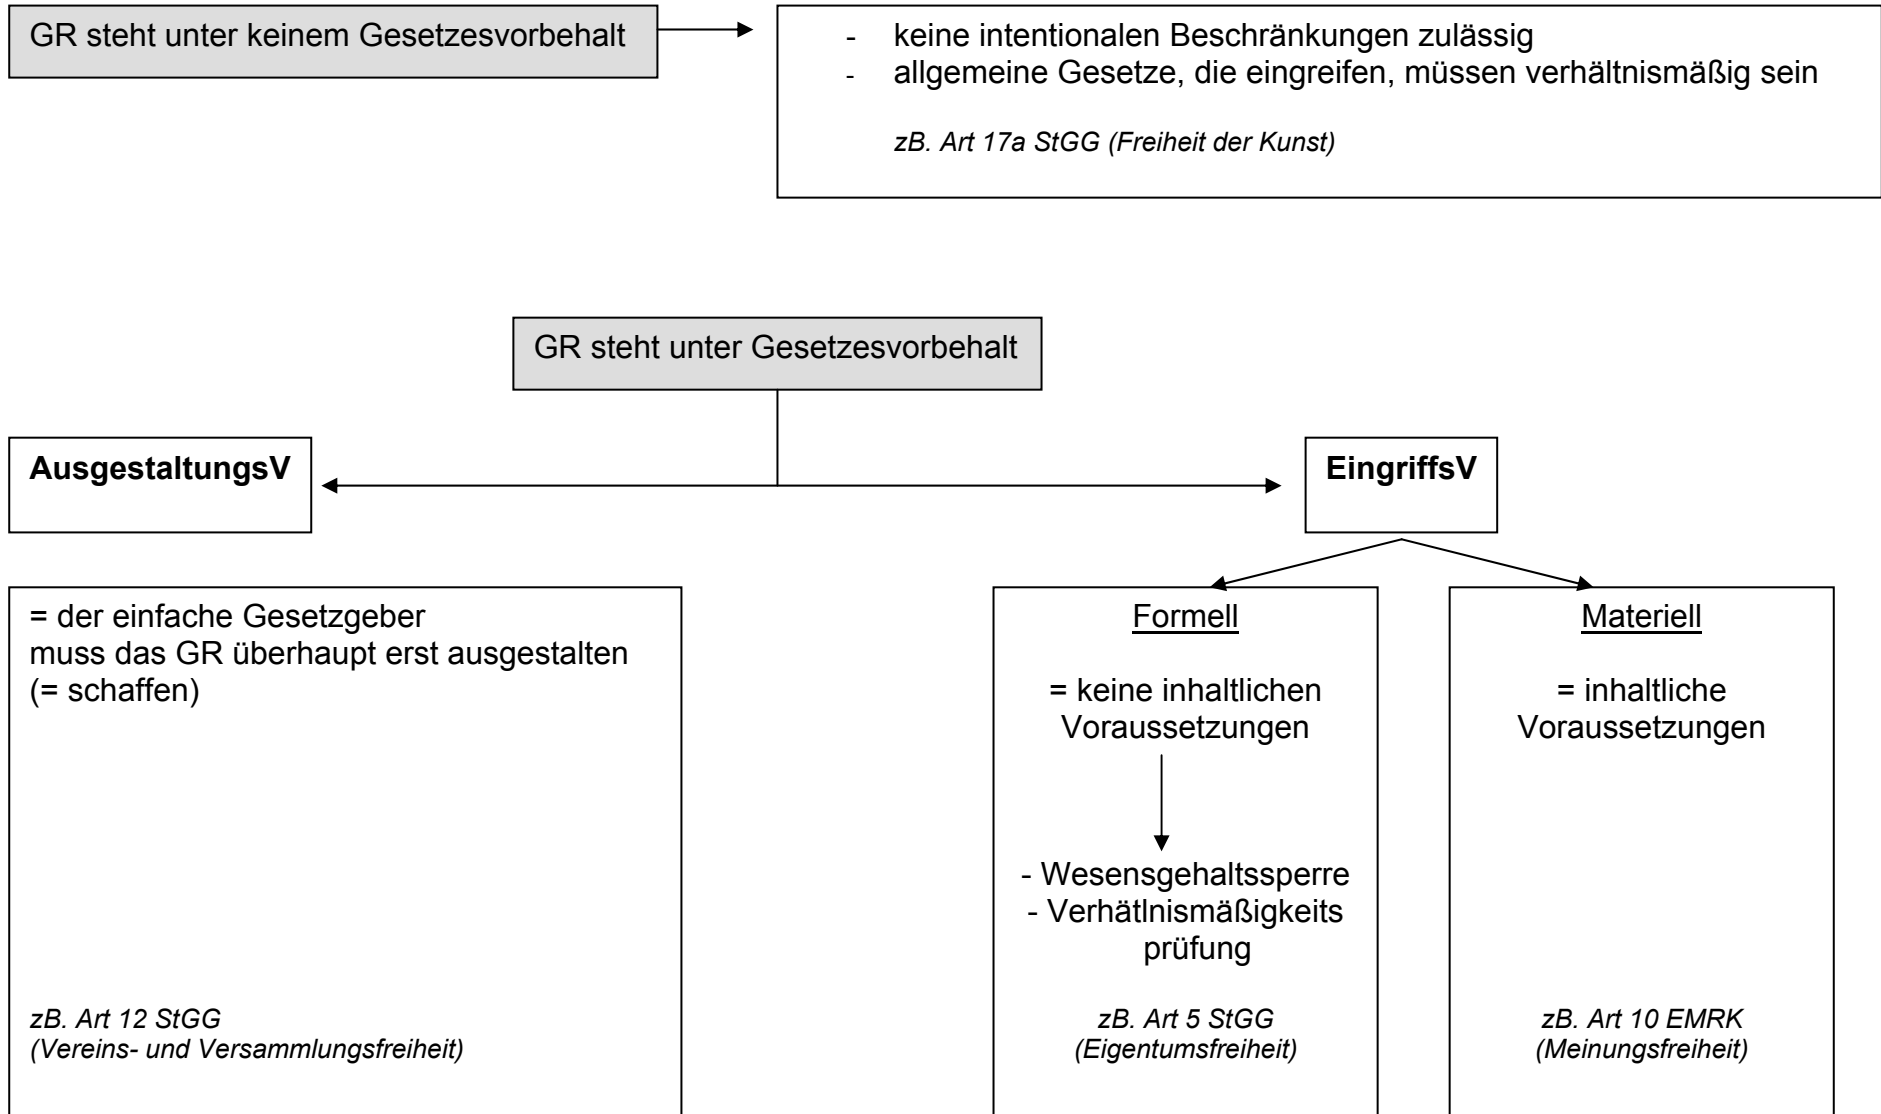 GR steht unter keinem Gesetzesvorbehalt
- keine intentionalen Beschränkungen zulässig
- allgemeine Gesetze, die eingreifen, müssen verhältnismäßig sein
zB. Art 17a StGG (Freiheit der Kunst)
GR steht unter Gesetzesvorbehalt
AusgestaltungsV
EingriffsV
= der einfache Gesetzgeber
muss das GR überhaupt erst ausgestalten
(= schaffen)
zB. Art 12 StGG
(Vereins- und Versammlungsfreiheit)
Formell
= keine inhaltlichen
Voraussetzungen
- Wesensgehaltssperre
- Verhätlnismäßigkeits
prüfung
zB. Art 5 StGG
(Eigentumsfreiheit)
Materiell
= inhaltliche
Voraussetzungen
zB. Art 10 EMRK
(Meinungsfreiheit)